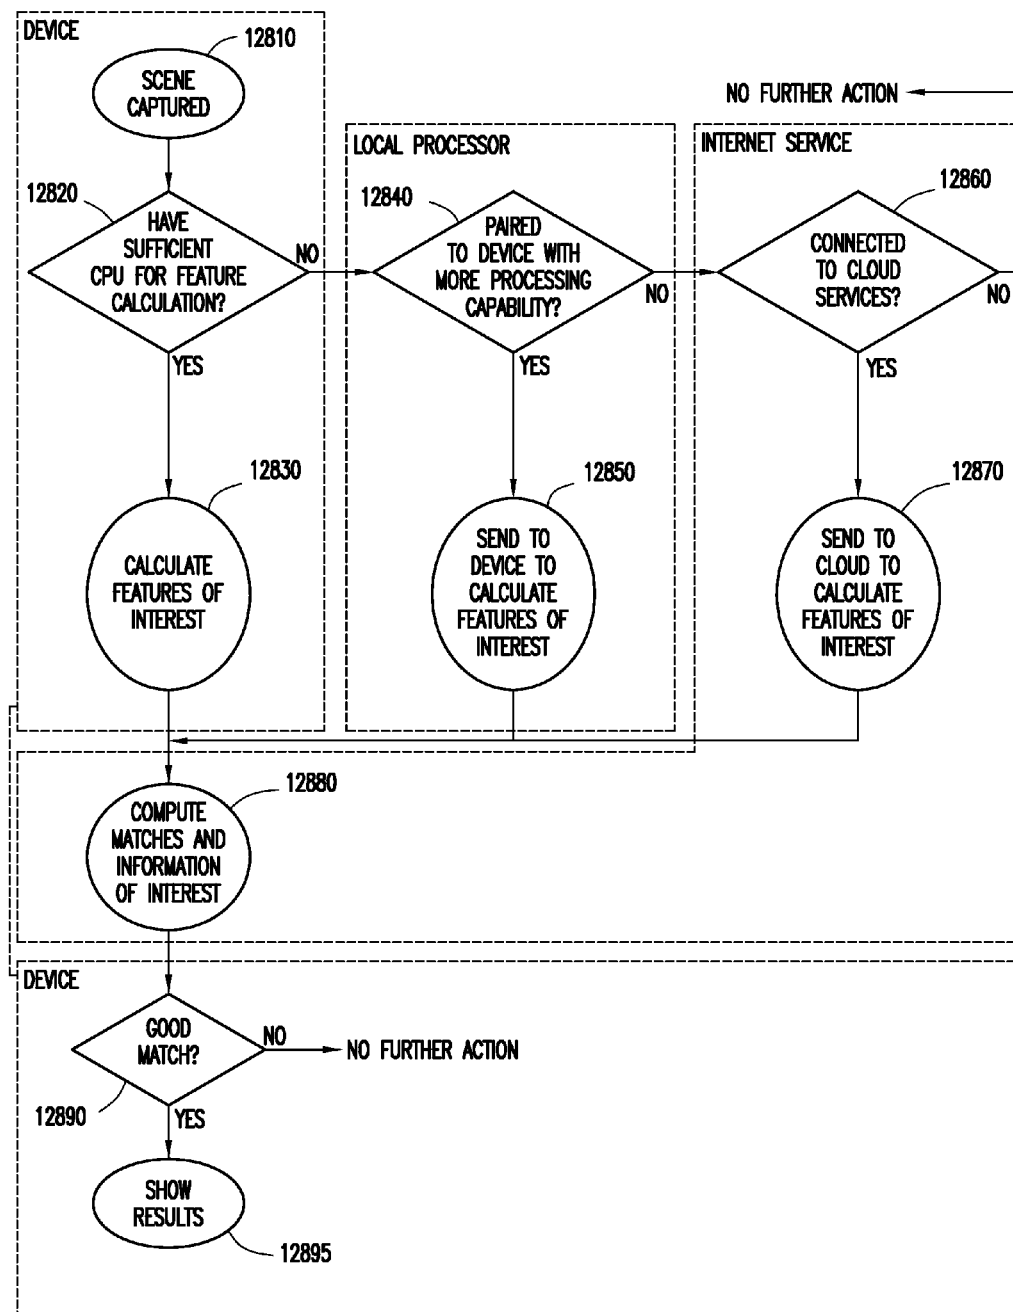 DEVICE
12810
SCENE
CAPTURED
NO FURTHER ACTION
LOCAL PROCESSOR
INTERNET SERVICE
12820
HAVE
SUFFICIENT
CPU FOR FEATURE
CALCULATION?
NO
YES
12840
PAIRED
TO DEVICE WITH
MORE PROCESSING
CAPABILITY?
NO
YES
12860
CONNECTED
TO CLOUD
SERVICES?
NO
YES
12830
CALCULATE
FEATURES OF
INTEREST
12850
SEND TO
DEVICE TO
CALCULATE
FEATURES OF
INTEREST
12870
SEND TO
CLOUD TO
CALCULATE
FEATURES OF
INTEREST
12880
COMPUTE
MATCHES AND
INFORMATION
OF INTEREST
DEVICE
GOOD
MATCH?
NO
NO FURTHER ACTION
12890
YES
SHOW
RESULTS
12895